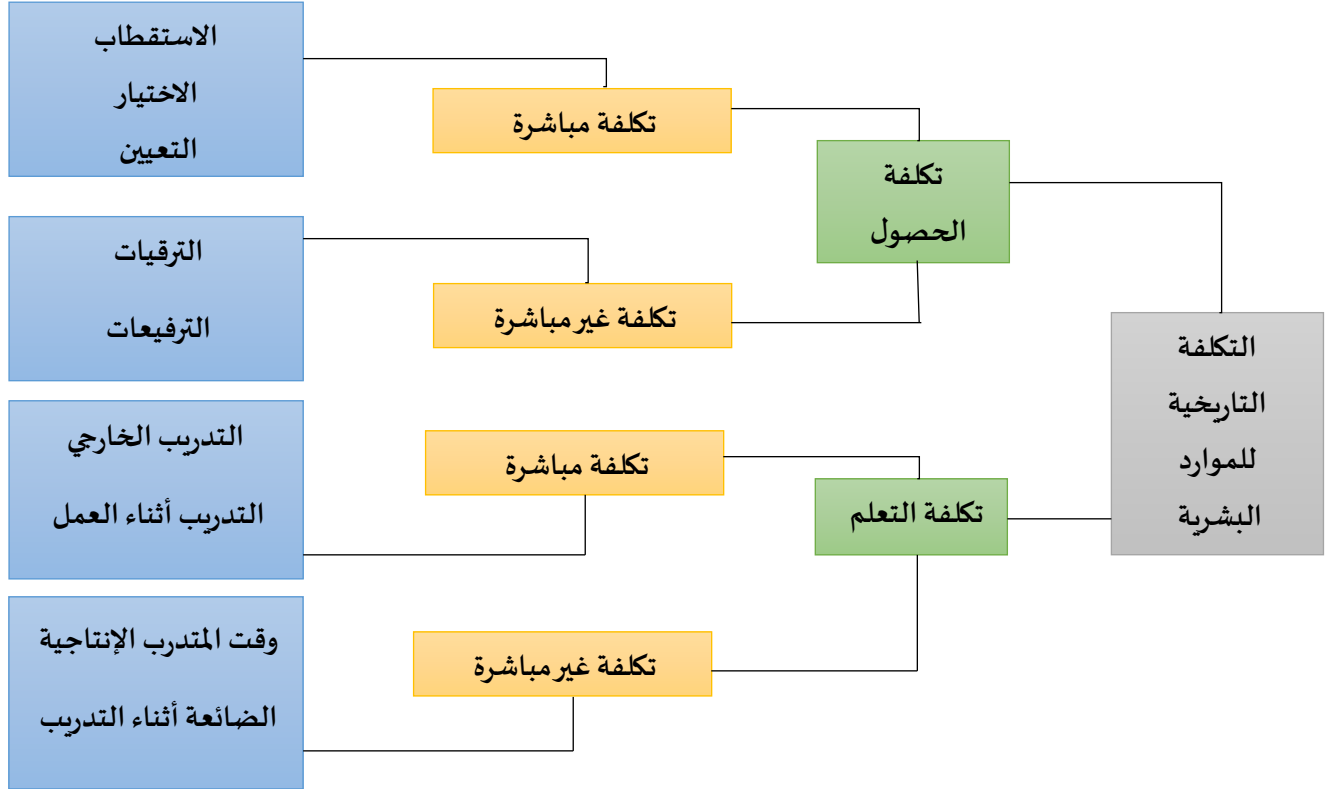 التكلفة
التاريخية
للموارد
البشرية
تكلفة
الحصول
تكلفة مباشرة
الاستقطاب
الاختيار
التعيين
تكلفة غير مباشرة
الترقيات
الترفيعات
تكلفة التعلم
تكلفة مباشرة
التدريب الخارجي
التدريب أثناء العمل
تكلفة غير مباشرة
وقت المتدرب الإنتاجية
الضائعة أثناء التدريب